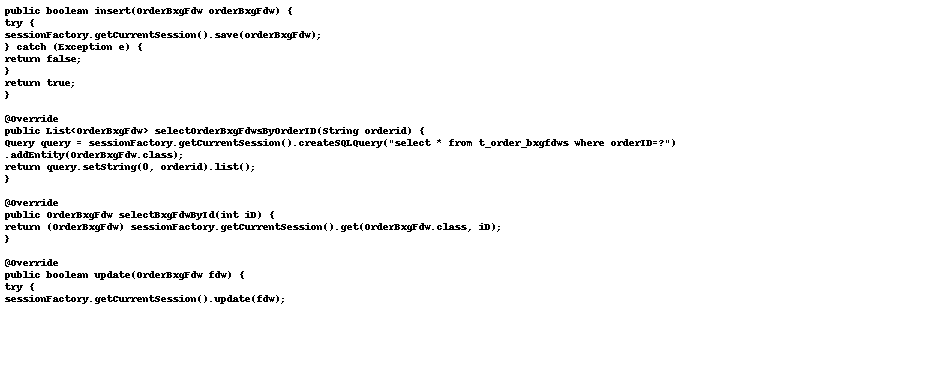 public boolean insert(OrderBxgFdw orderBxgFdw) {
try {
sessionFactory.getCurrentSession().save(orderBxgFdw);
} catch (Exception e) {
return false;
}
return true;
}

@Override
public List<OrderBxgFdw> selectOrderBxgFdwsByOrderID(String orderid) {
Query query = sessionFactory.getCurrentSession().createSQLQuery("select * from t_order_bxgfdws where orderID=?")
.addEntity(OrderBxgFdw.class);
return query.setString(0, orderid).list();
}

@Override
public OrderBxgFdw selectBxgFdwById(int iD) {
return (OrderBxgFdw) sessionFactory.getCurrentSession().get(OrderBxgFdw.class, iD);
}

@Override
public boolean update(OrderBxgFdw fdw) {
try {
sessionFactory.getCurrentSession().update(fdw);